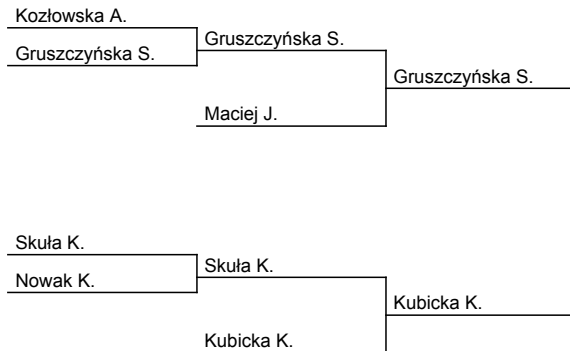 Kozłowska A.
Gruszczyńska S.
Gruszczyńska S.
Gruszczyńska S.
Maciej J.
Skuła K.
Skuła K.
Nowak K.
Kubicka K.
Kubicka K.